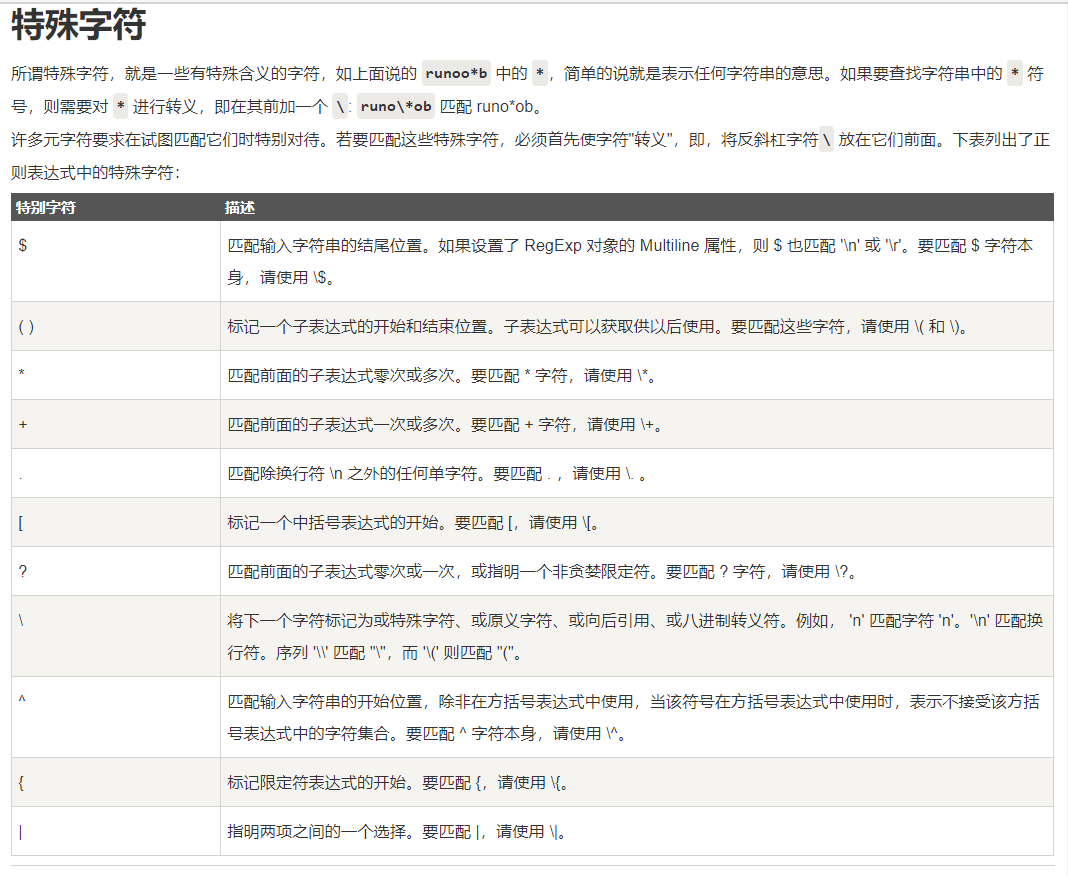 特殊字符
所谓特殊字符，就是一些有特殊含义的字符，如上面说的 runoo*b 中的 *，简单的说就是表示任何字符串的意思。如果要查找字符串中的 * 符
号，则需要对 * 进行转义，即在其前加一个 \: runo\*ob 匹配 runo*ob。
许多元字符要求在试图匹配它们时特别对待。若要匹配这些特殊字符，必须首先使字符"转义"，即，将反斜杠字符\ 放在它们前面。下表列出了正
则表达式中的特殊字符：
特别字符 描述
$ 匹配输入字符串的结尾位置。如果设置了 RegExp 对象的 Multiline 属性，则 $ 也匹配 '\n' 或 '\r'。要匹配 $ 字符本
身，请使用 \$。
( ) 标记一个子表达式的开始和结束位置。子表达式可以获取供以后使用。要匹配这些字符，请使用 \( 和 \)。
* 匹配前面的子表达式零次或多次。要匹配 * 字符，请使用 \*。
+ 匹配前面的子表达式一次或多次。要匹配 + 字符，请使用 \+。
. 匹配除换行符 \n 之外的任何单字符。要匹配 . ，请使用 \. 。
[ 标记一个中括号表达式的开始。要匹配 [，请使用 \[。
? 匹配前面的子表达式零次或一次，或指明一个非贪婪限定符。要匹配 ? 字符，请使用 \?。
\ 将下一个字符标记为或特殊字符、或原义字符、或向后引用、或八进制转义符。例如， 'n' 匹配字符 'n'。'\n' 匹配换
行符。序列 '\\' 匹配 "\"，而 '\(' 则匹配 "("。
^ 匹配输入字符串的开始位置，除非在方括号表达式中使用，当该符号在方括号表达式中使用时，表示不接受该方括
号表达式中的字符集合。要匹配 ^ 字符本身，请使用 \^。
{ 标记限定符表达式的开始。要匹配 {，请使用 \{。
| 指明两项之间的一个选择。要匹配 |，请使用 \|。